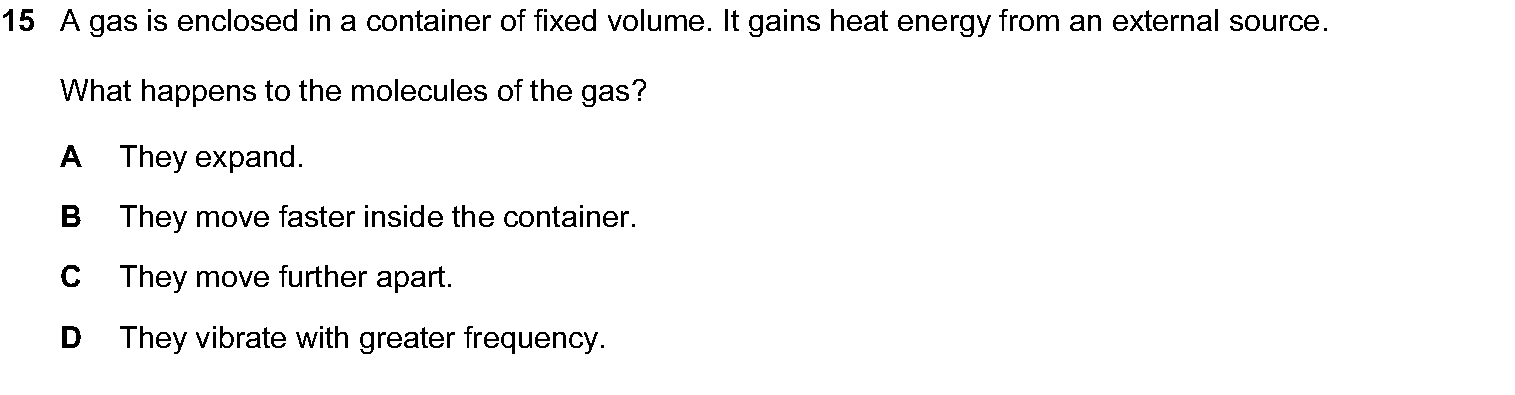 15 A gas is enclosed in a container of fixed volume. It gains heat energy from an external source.
What happens to the molecules of the gas?
A They expand.
B They move faster inside the container.
C They move further apart.
D They vibrate with greater frequency.